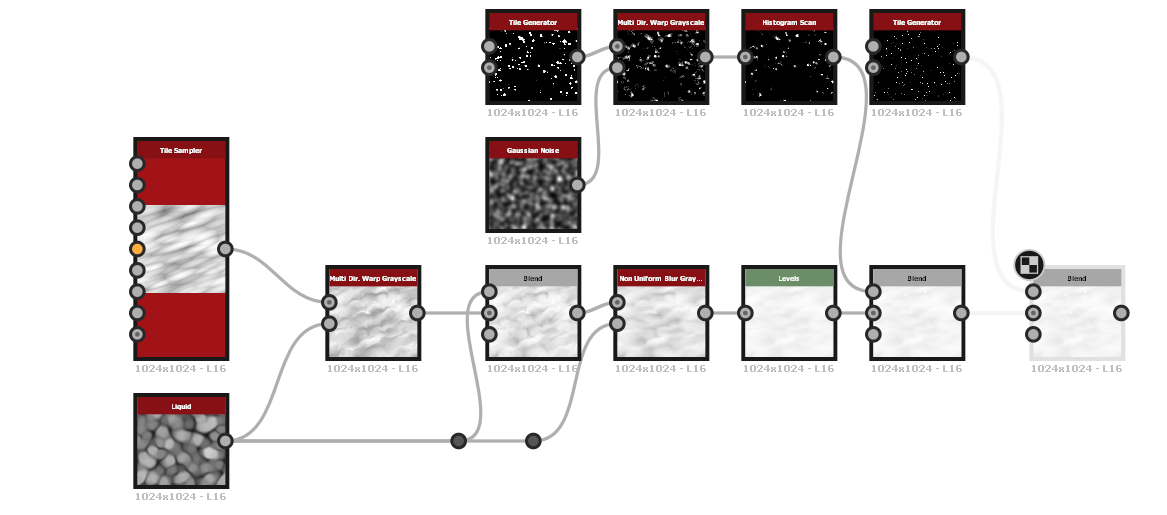 Tile Generator
Multi Dir. Warp Grayscale
Histogram Scan
Tile Generator
1024x1024 - L16
1024x1024 - L16
1024x1024 - L16
1024x1024 - L16
Tile Sampler
Gaussian Noise
1024x1024 - L16
Multi Dir. Warp Grayscale
Blend
Non Uniform Blur Gray...
Levels
Blend
Blend
1024x1024 - L16
1024x1024 - L16
1024x1024 - L16
1024x1024 - L16
1024x1024 - L16
1024x1024 - L16
1024x1024 - L16
Liquid
1024x1024 - L16